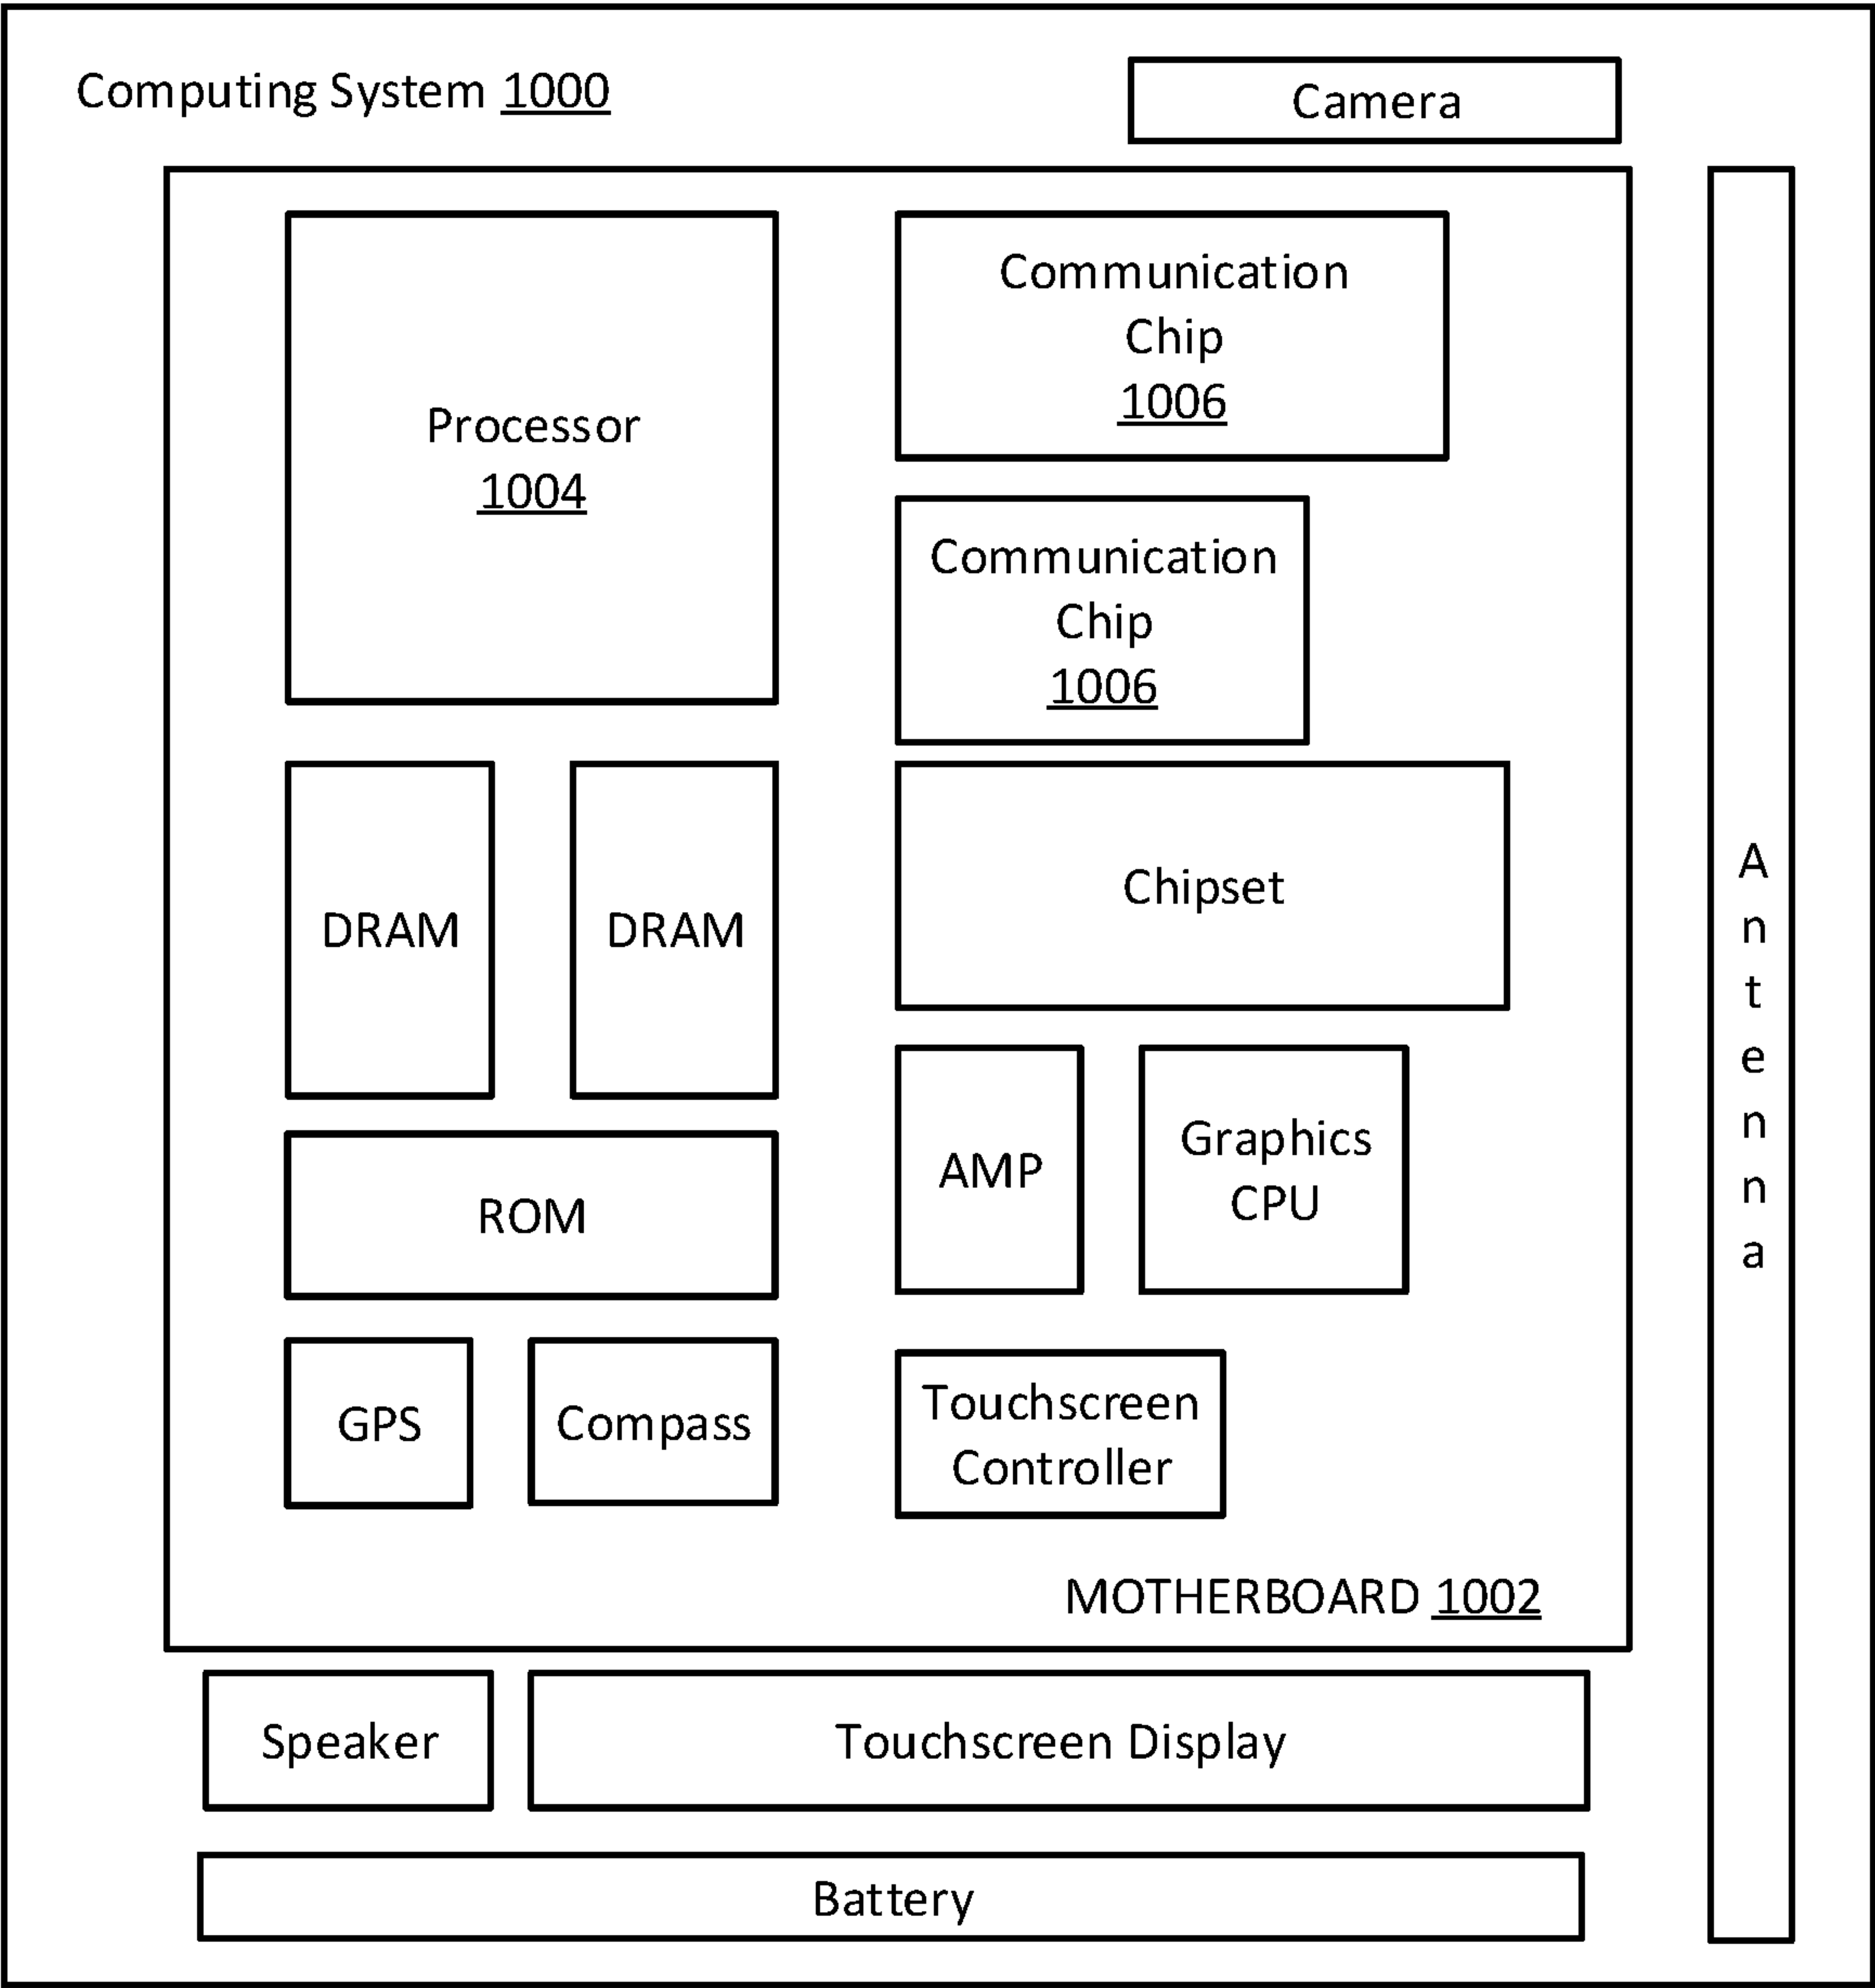 Computing System 1000
Camera
Processor
1004
Communication
Chip
1006
Communication
Chip
1006
DRAM
DRAM
Chipset
ROM
AMP
Graphics
CPU
GPS
Compass
Touchscreen
Controller
MOTHERBOARD 1002
Antenna
Speaker
Touchscreen Display
Battery